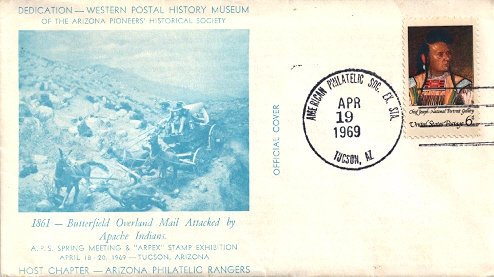 DEDICATION — WESTERN POSTAL HISTORY MUSEUM
OF THE ARIZONA PIONEERS' HISTORICAL SOCIETY
1861 — Butterfield Overland Mail Attacked by
Apache Indians.
A.P.S. SPRING MEETING & "ARPEX" STAMP EXHIBITION
APRIL 18-20, 1969 — TUCSON, ARIZONA
HOST CHAPTER — ARIZONA PHILATELIC RANGERS
OFFICIAL COVER
AMERICAN PHILATELIC SOC. EX. STA.
APR
19
1969
TUCSON, AZ
Chief Joseph - National Portrait Gallery
United States Postage 6¢